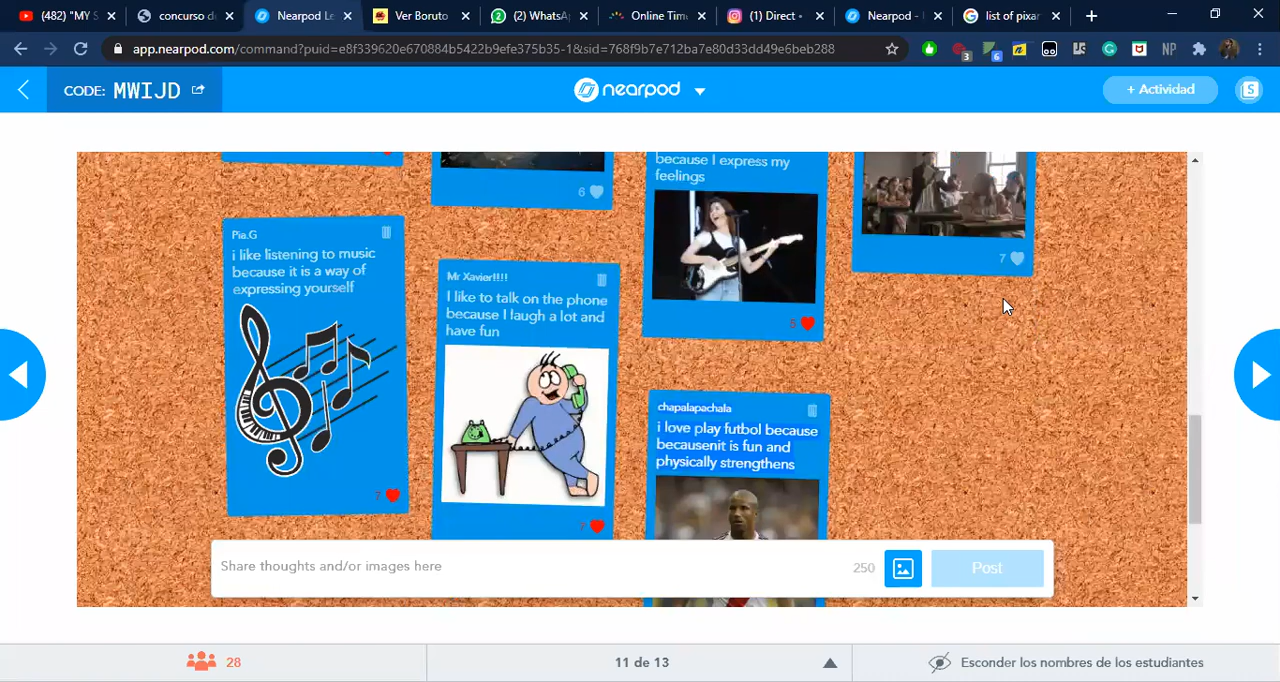 (482) "MY S
concurso d
Nearpod Le
Ver Boruto
(2) WhatsA
Online Tim
(1) Direct •
Nearpod -
list of pixar
app.nearpod.com/command?puid=e8f339620e670884b5422b9efe375b35-1&sid=768f9b7e712ba7e80d33dd49e6beb288
3
6
NP
CODE: MWIJD
nearpod
+ Actividad
S
6
because I express my
feelings
5
7
Pia.G
i like listening to music
because it is a way of
expressing yourself
7
Mr Xavier!!!!
I like to talk on the phone
because I laugh a lot and
have fun
7
chapalapachala
i love play futbol because
becausenit is fun and
physically strengthens
Share thoughts and/or images here
250
Post
28
11 de 13
Esconder los nombres de los estudiantes